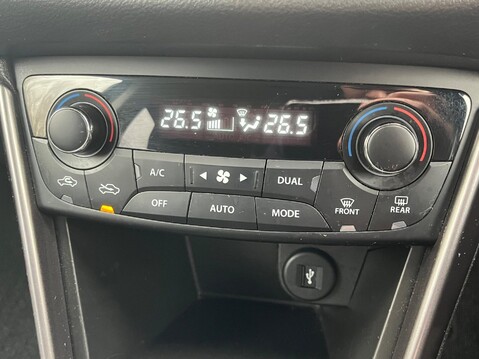 26.5 26.5
A/C DUAL
OFF AUTO MODE FRONT REAR